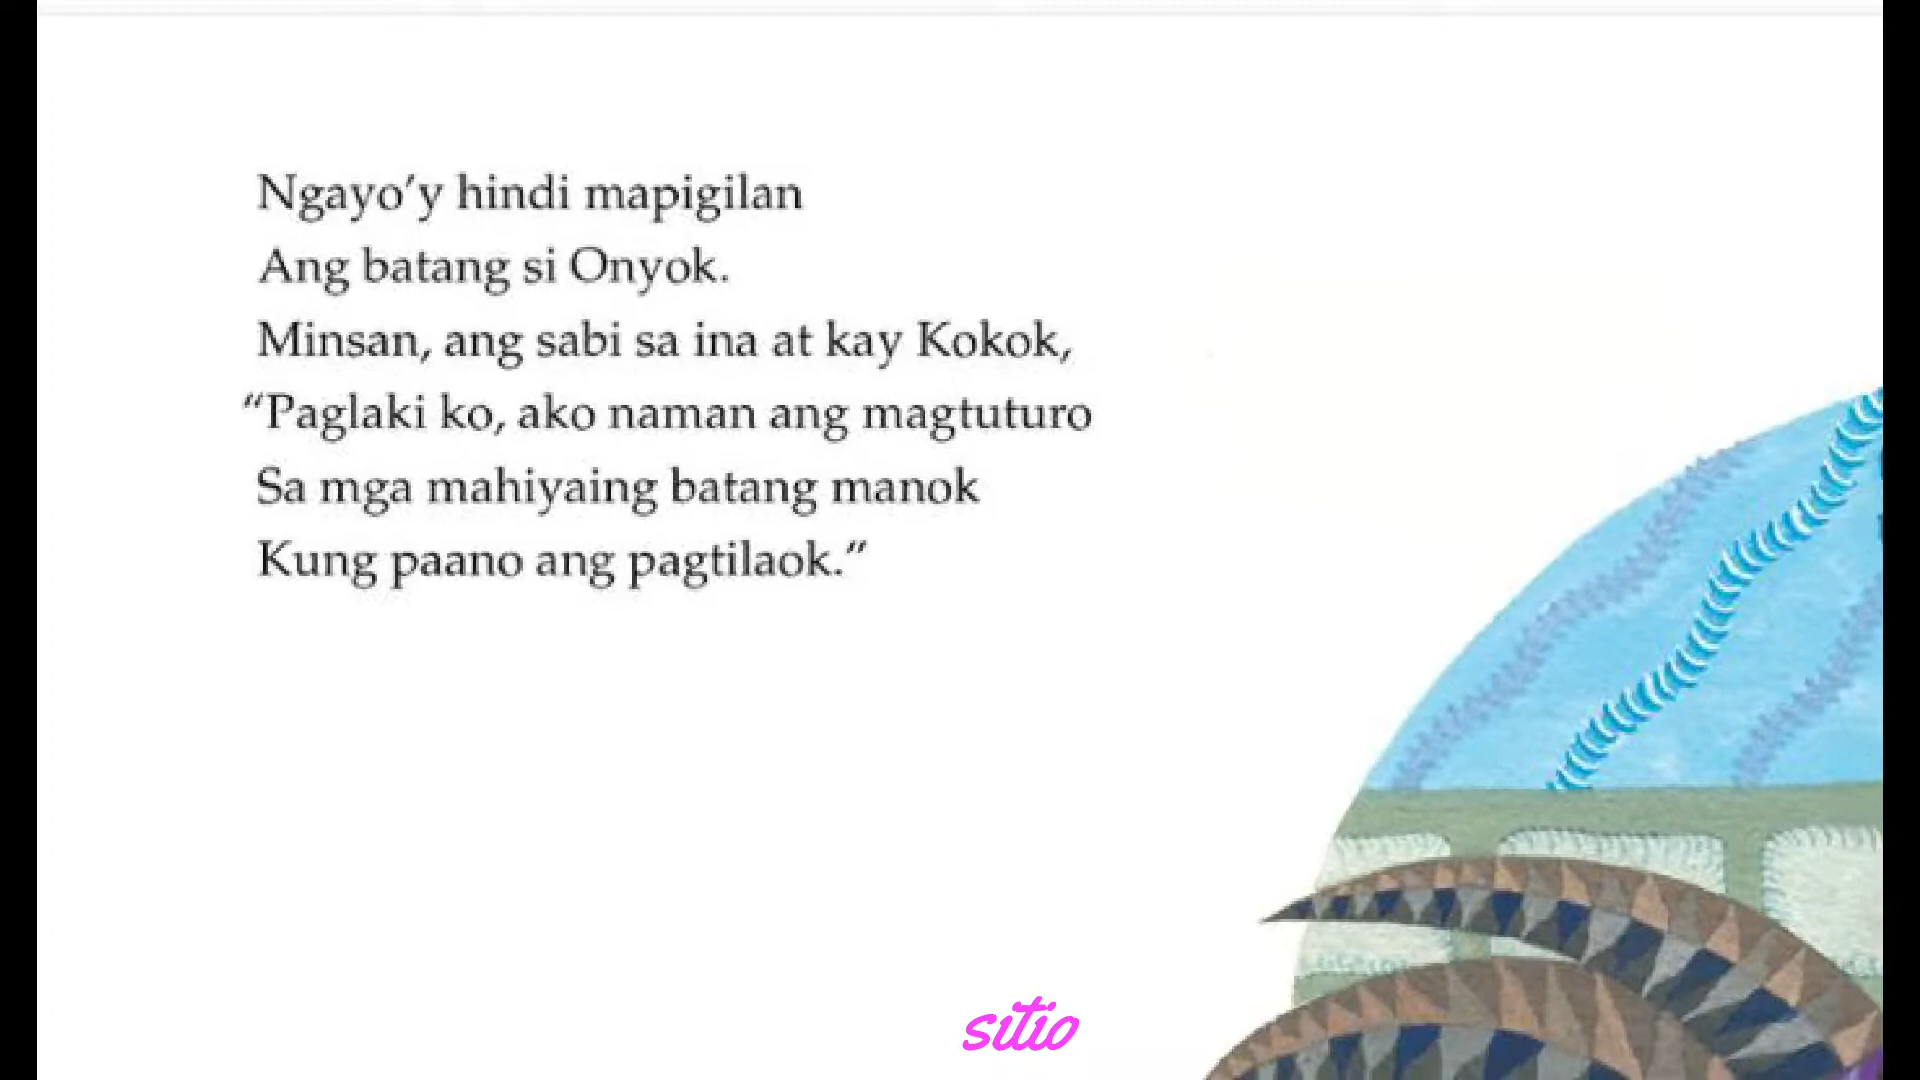 Ngayo’y hindi mapigilan
Ang batang si Onyok.
Minsan, ang sabi sa ina at kay Kokok,
“Paglaki ko, ako naman ang magtuturo
Sa mga mahiyaing batang manok
Kung paano ang pagtilaok.”
sitio